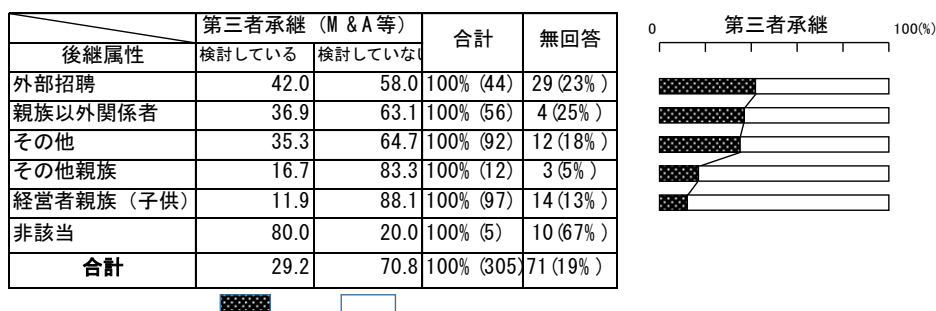 第三者承継（M＆A等） 合計 無回答
後継属性 検討している 検討していない
外部招聘 42.0 58.0 100% (44) 29(23%)
親族以外関係者 36.9 63.1 100% (56) 4(25%)
その他 35.3 64.7 100% (92) 12(18%)
その他親族 16.7 83.3 100% (12) 3(5%)
経営者親族（子供） 11.9 88.1 100% (97) 14(13%)
非該当 80.0 20.0 100% (5) 10(67%)
合計 29.2 70.8 100% (305) 71(19%)
0 第三者承継 100(%)